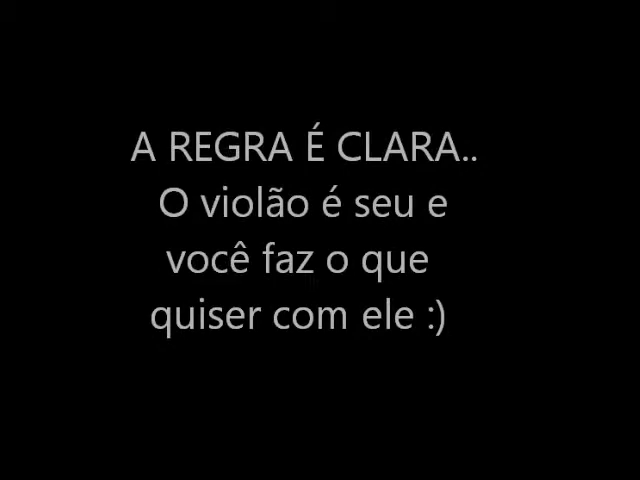 A REGRA É CLARA..
O violão é seu e
você faz o que
quiser com ele :)